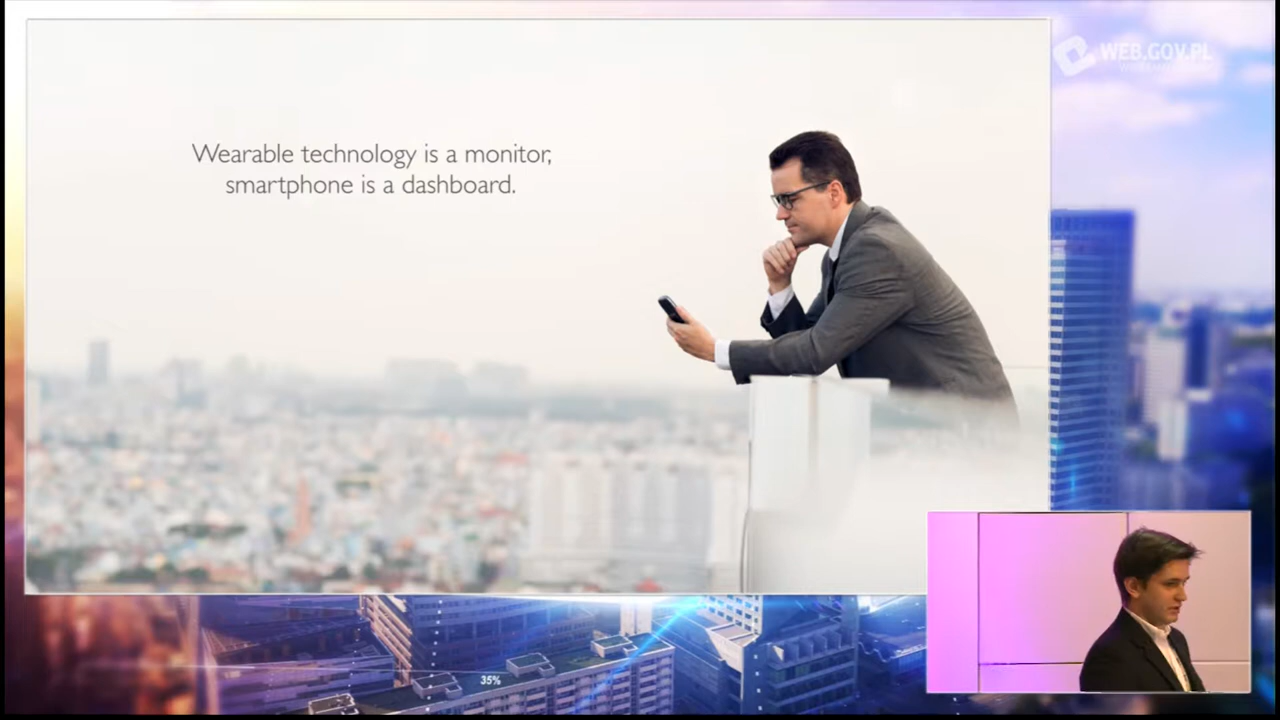 WEB.GOV.PL
Wearable technology is a monitor,
smartphone is a dashboard.
35%